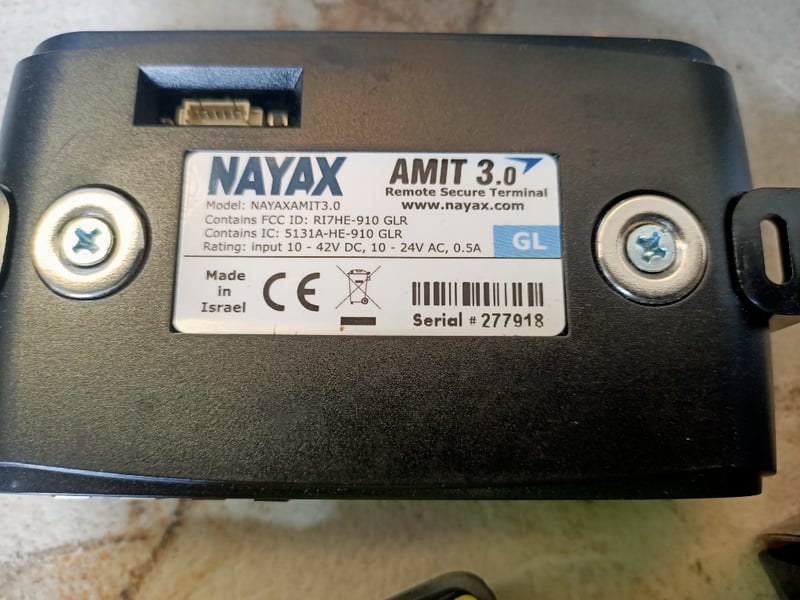 NAYAX
AMIT 3.0
Remote Secure Terminal
www.nayax.com
Model: NAYAXAMIT3.0
Contains FCC ID: RI7HE-910 GLR
Contains IC: 5131A-HE-910 GLR
Rating: input 10 - 42V DC, 10 - 24V AC, 0.5A
GL
Made
in
Israel
CE
Serial # 277918